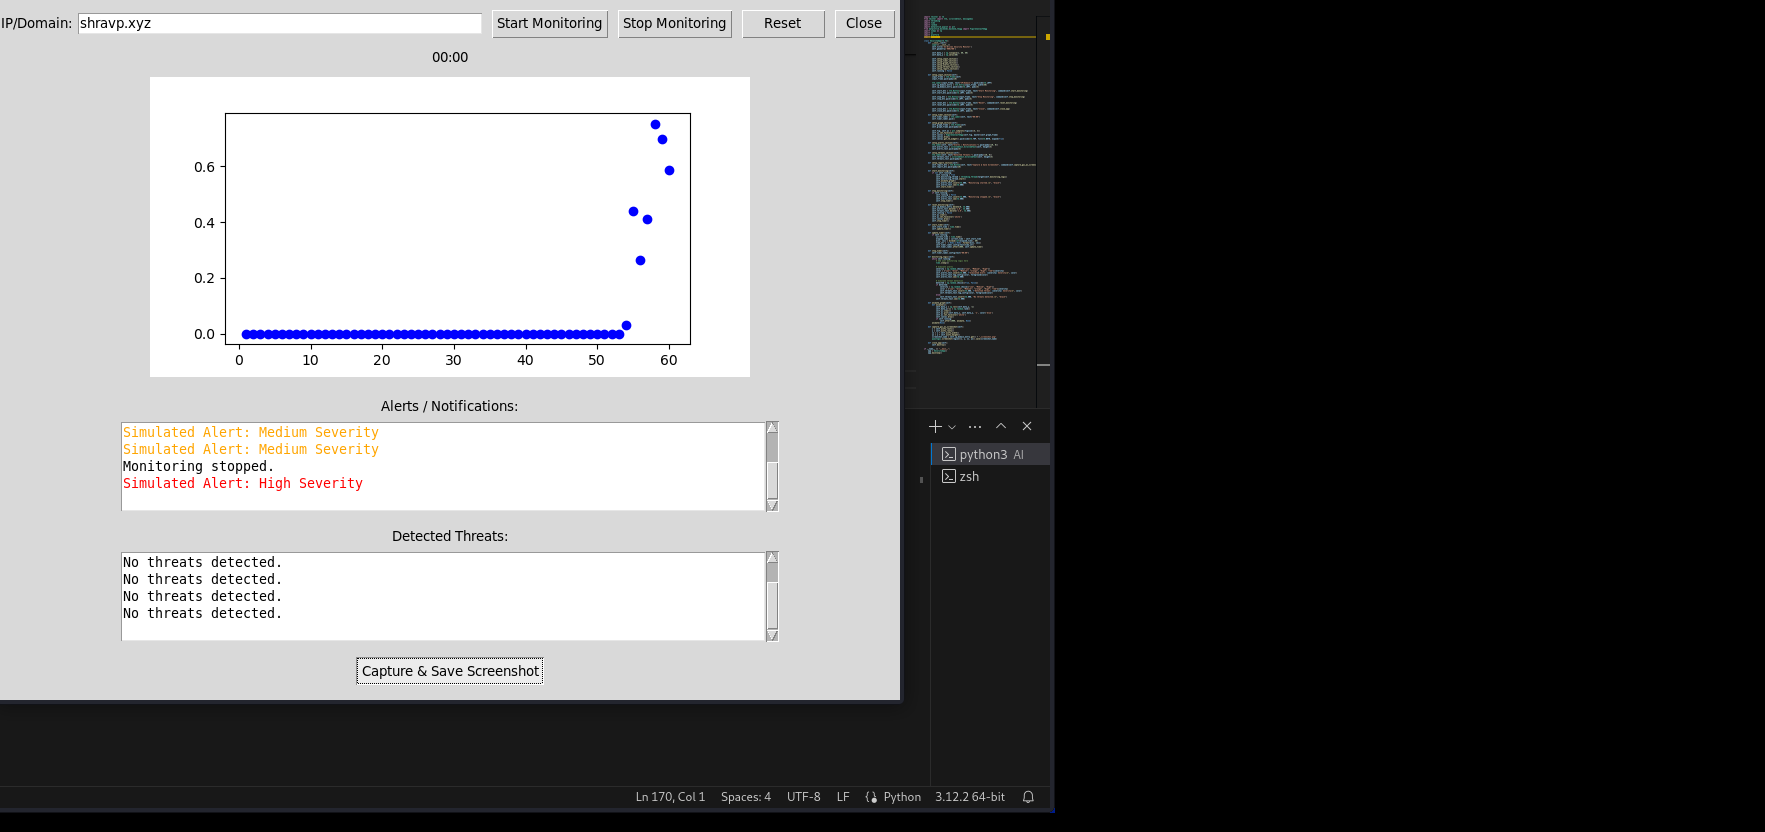 IP/Domain: shravp.xyz Start Monitoring Stop Monitoring Reset Close
00:00
0.6
0.4
0.2
0.0
0 10 20 30 40 50 60
Alerts / Notifications:
Simulated Alert: Medium Severity
Simulated Alert: Medium Severity
Monitoring stopped.
Simulated Alert: High Severity
Detected Threats:
No threats detected.
No threats detected.
No threats detected.
No threats detected.
Capture & Save Screenshot
python3 AI
zsh
Ln 170, Col 1 Spaces: 4 UTF-8 LF Python 3.12.2 64-bit